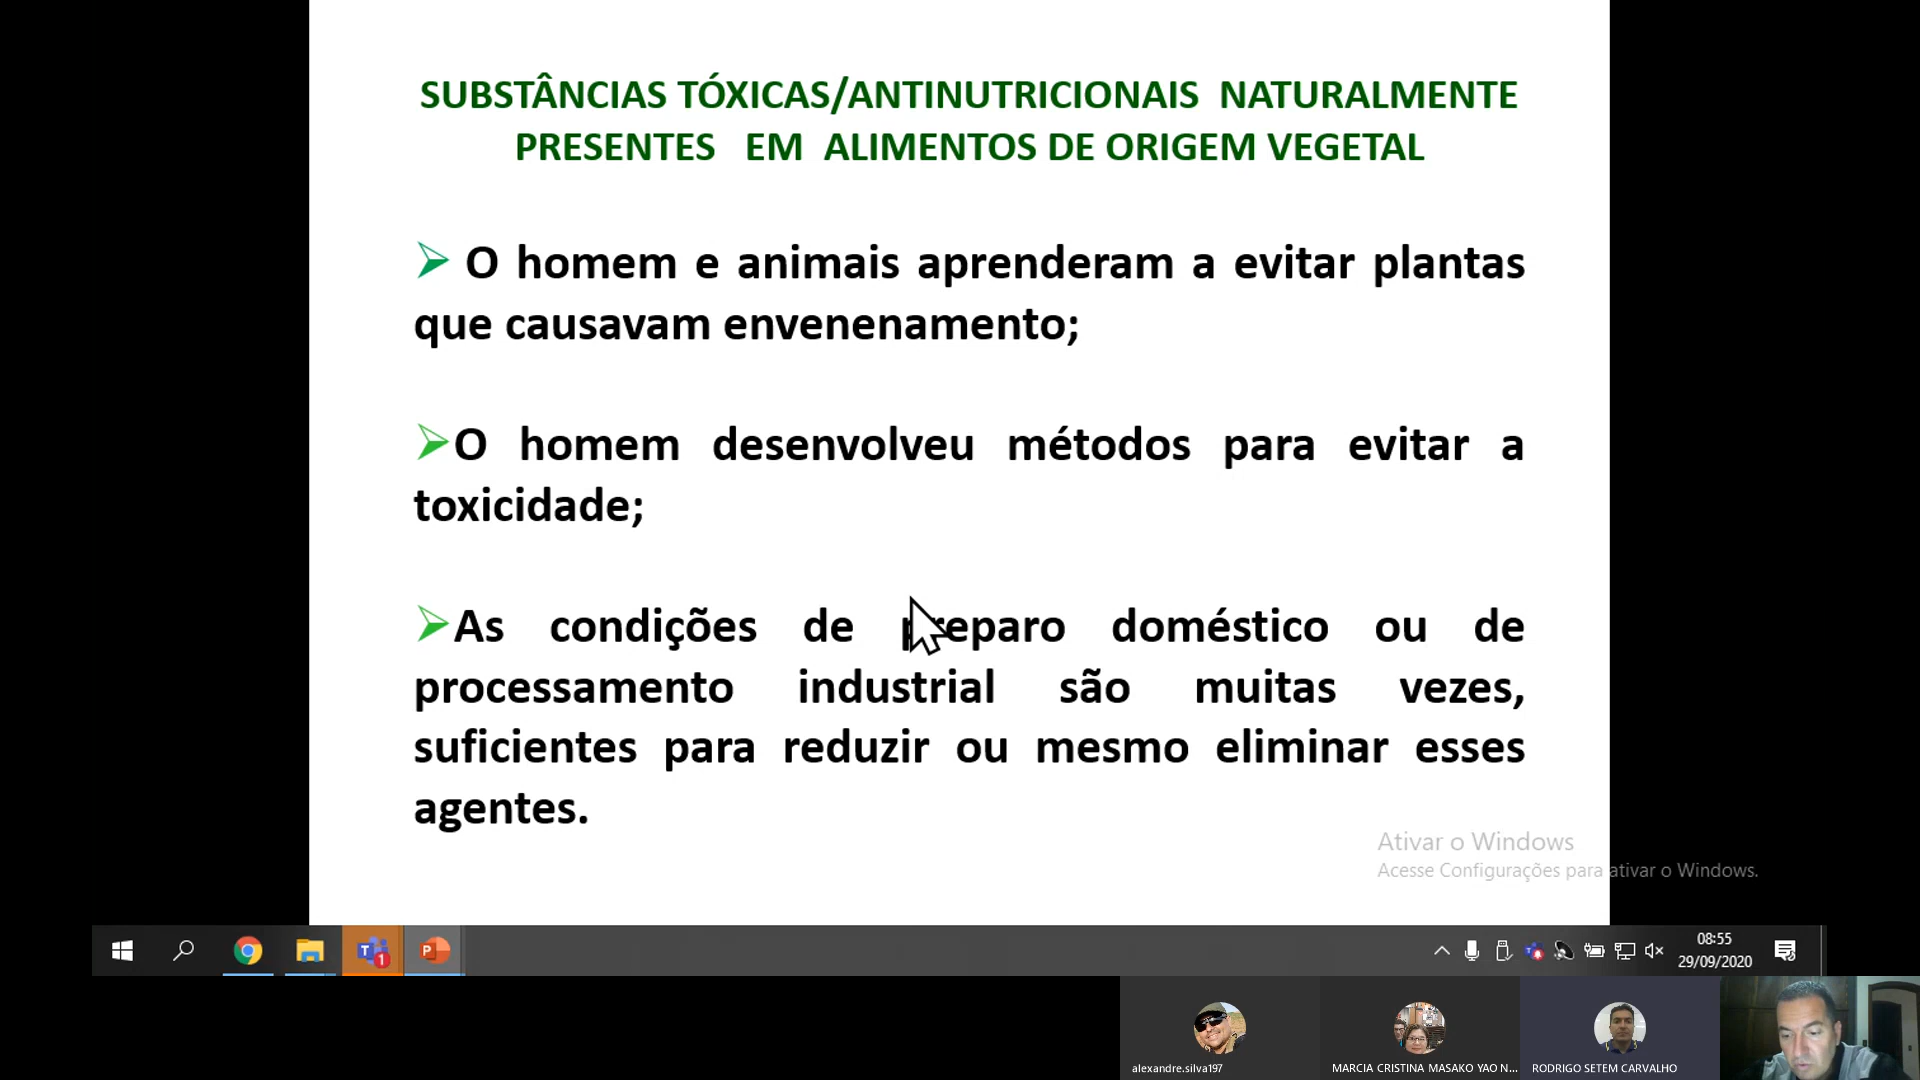 SUBSTÂNCIAS TÓXICAS/ANTINUTRICIONAIS NATURALMENTE
PRESENTES EM ALIMENTOS DE ORIGEM VEGETAL
O homem e animais aprenderam a evitar plantas
que causavam envenenamento;
O homem desenvolveu métodos para evitar a
toxicidade;
As condições de preparo doméstico ou de
processamento industrial são muitas vezes,
suficientes para reduzir ou mesmo eliminar esses
agentes.
Ativar o Windows
Acesse Configurações para ativar o Windows.
08:55
29/09/2020
alexandre.silva197
MARCIA CRISTINA MASAKO YAO N...
RODRIGO SETEM CARVALHO